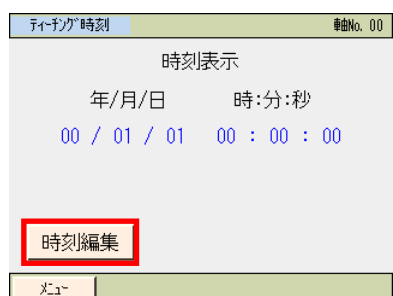 ﾃｨｰﾁﾝｸﾞ時刻 軸No. 00
時刻表示
年/月/日 時:分:秒
00 / 01 / 01 00 : 00 : 00
時刻編集
ﾒﾆｭｰ